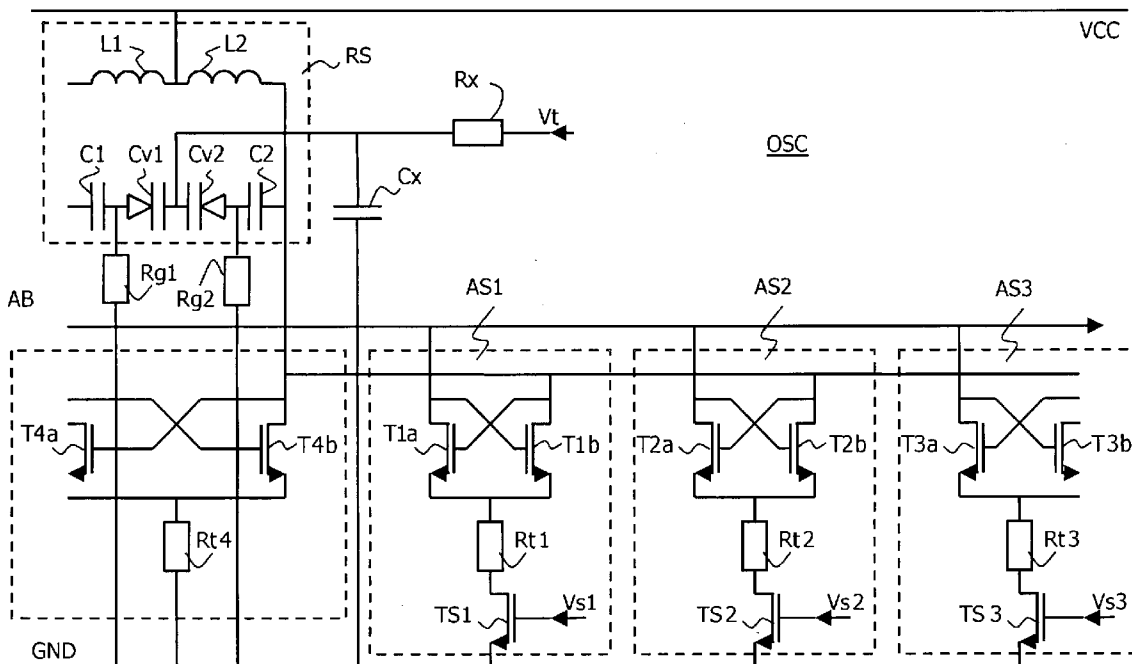 VCC
L1
L2
RS
Rx
Vt
OSC
C1
Cv1
Cv2
C2
Cx
Rg1
Rg2
AB
AS1
AS2
AS3
T4a
T4b
T1a
T1b
T2a
T2b
T3a
T3b
Rt4
Rt1
Rt2
Rt3
TS1
Vs1
TS2
Vs2
TS3
Vs3
GND